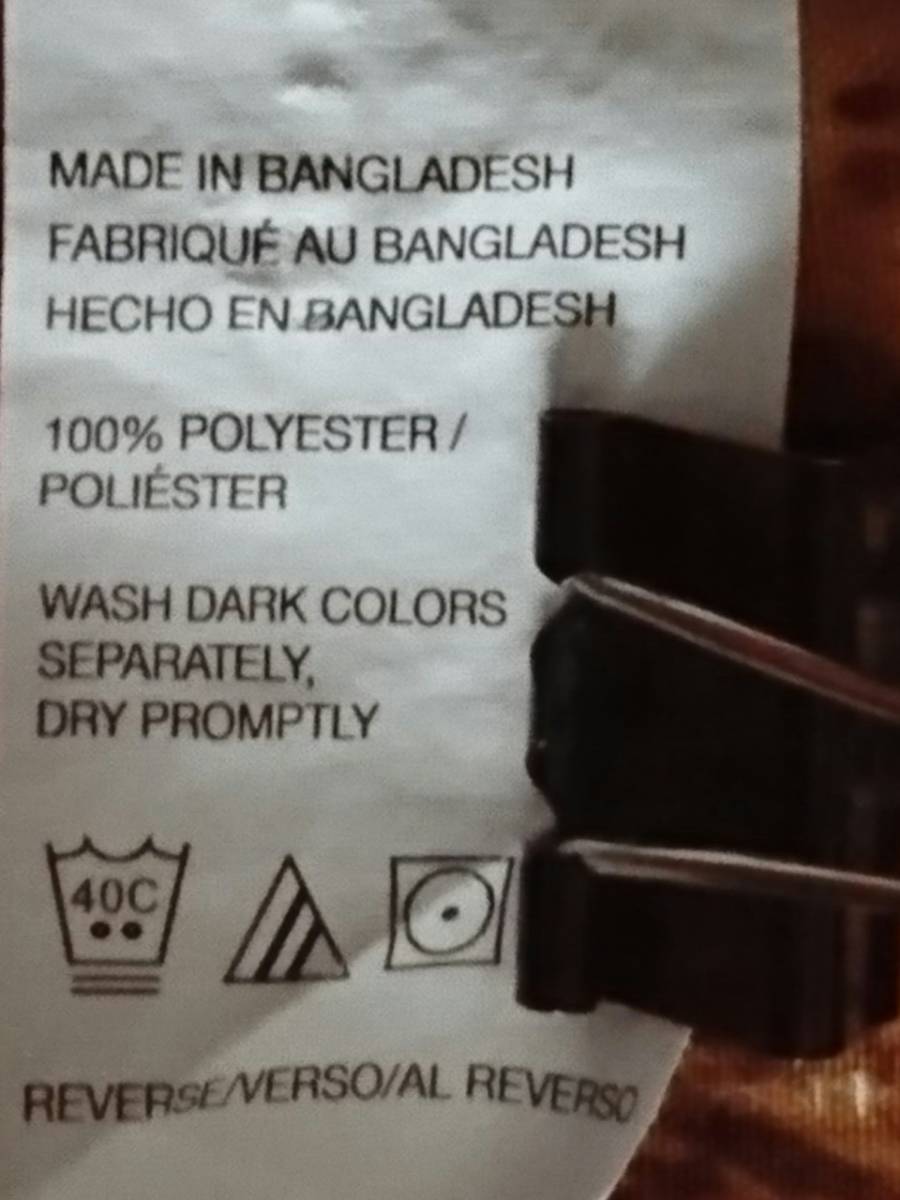 MADE IN BANGLADESH
FABRIQUÉ AU BANGLADESH
HECHO EN BANGLADESH
100% POLYESTER /
POLIÉSTER
WASH DARK COLORS
SEPARATELY,
DRY PROMPTLY
40C
REVERSE/VERSO/AL REVERSO